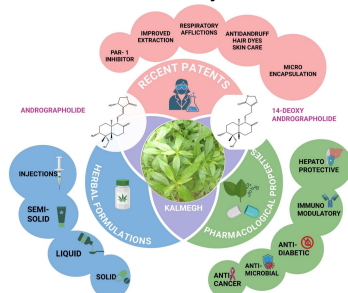 RESPIRATORY
AFFLICTIONS
IMPROVED
EXTRACTION
ANTIDANDRUFF
HAIR DYES
SKIN CARE
PAR- 1
INHIBITOR
MICRO
ENCAPSULATION
RECENT PATENTS
ANDROGRAPHOLIDE
14-DEOXY
ANDROGRAPHOLIDE
HERBAL FORMULATIONS
PHARMACOLOGICAL PROPERTIES
KALMEGH
INJECTIONS
SEMI-
SOLID
LIQUID
SOLID
HEPATO
PROTECTIVE
IMMUNO
MODULATORY
ANTI-
DIABETIC
ANTI-
MICROBIAL
ANTI
CANCER